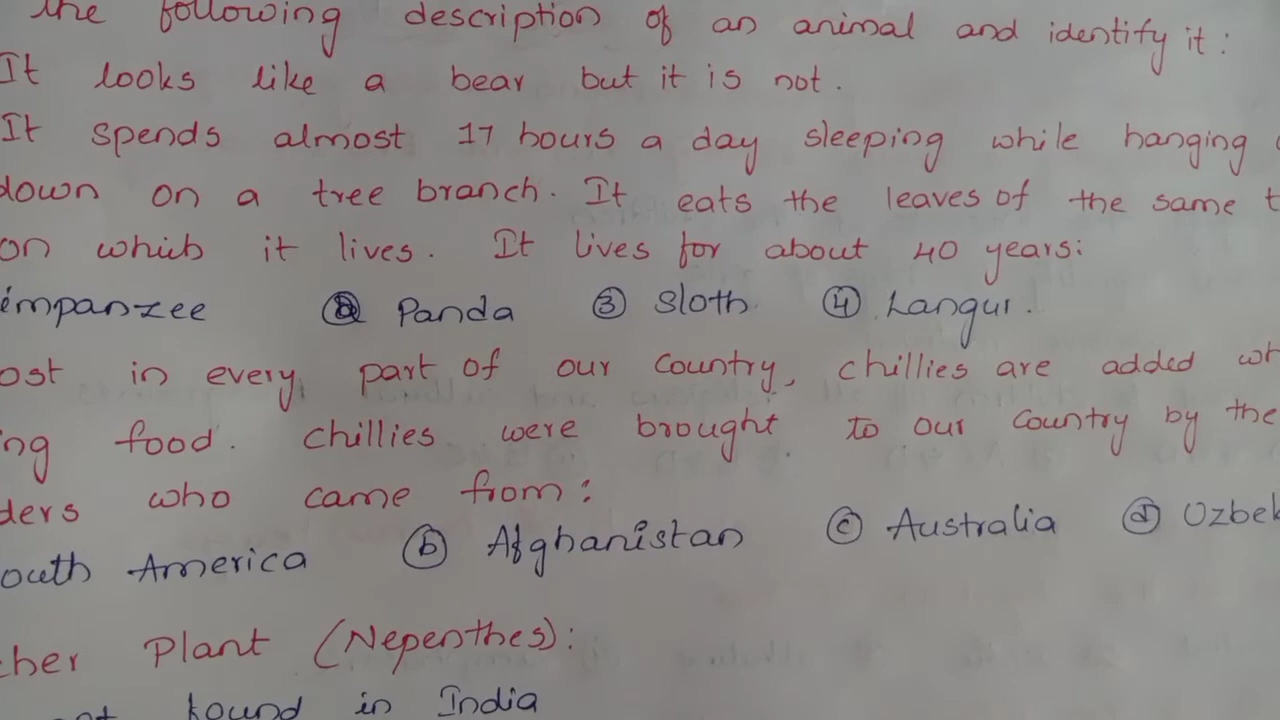 the following description of an animal and identify it :
It looks like a bear but it is not.
It spends almost 17 hours a day sleeping while hanging
down on a tree branch. It eats the leaves of the same
on which it lives. It lives for about 40 years:
impanzee Panda ③ Sloth ④ Langur.
ost in every part of our country, chillies are added wh
ng food. chillies were brought to our country by the
ders who came from:
outh America ⓑ Afghanistan ⓒ Australia ⓓ Uzbek
cher Plant (Nepenthes):
found in India